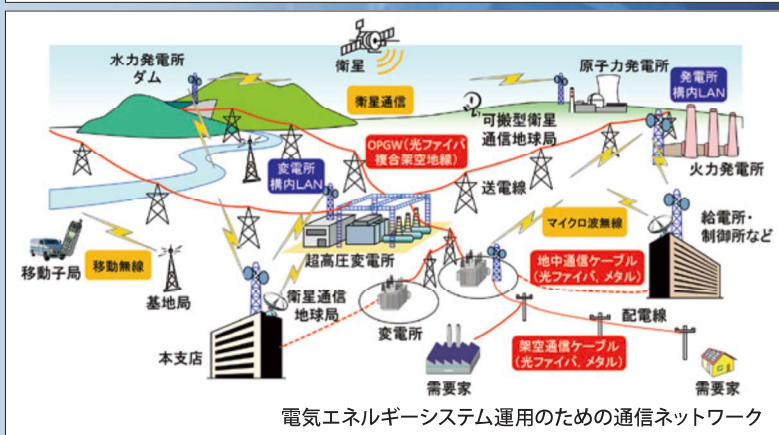 水力発電所
ダム
衛星
衛星通信
原子力発電所
発電所
構内LAN
可搬型衛星
通信地球局
OPGW(光ファイバ
複合架空地線)
変電所
構内LAN
火力発電所
送電線
マイクロ波無線
給電所・
制御所など
超高圧変電所
地中通信ケーブル
(光ファイバ、メタル)
移動子局
移動無線
基地局
衛星通信
地球局
変電所
配電線
本支店
架空通信ケーブル
(光ファイバ、メタル)
需要家
需要家
電気エネルギーシステム運用のための通信ネットワーク